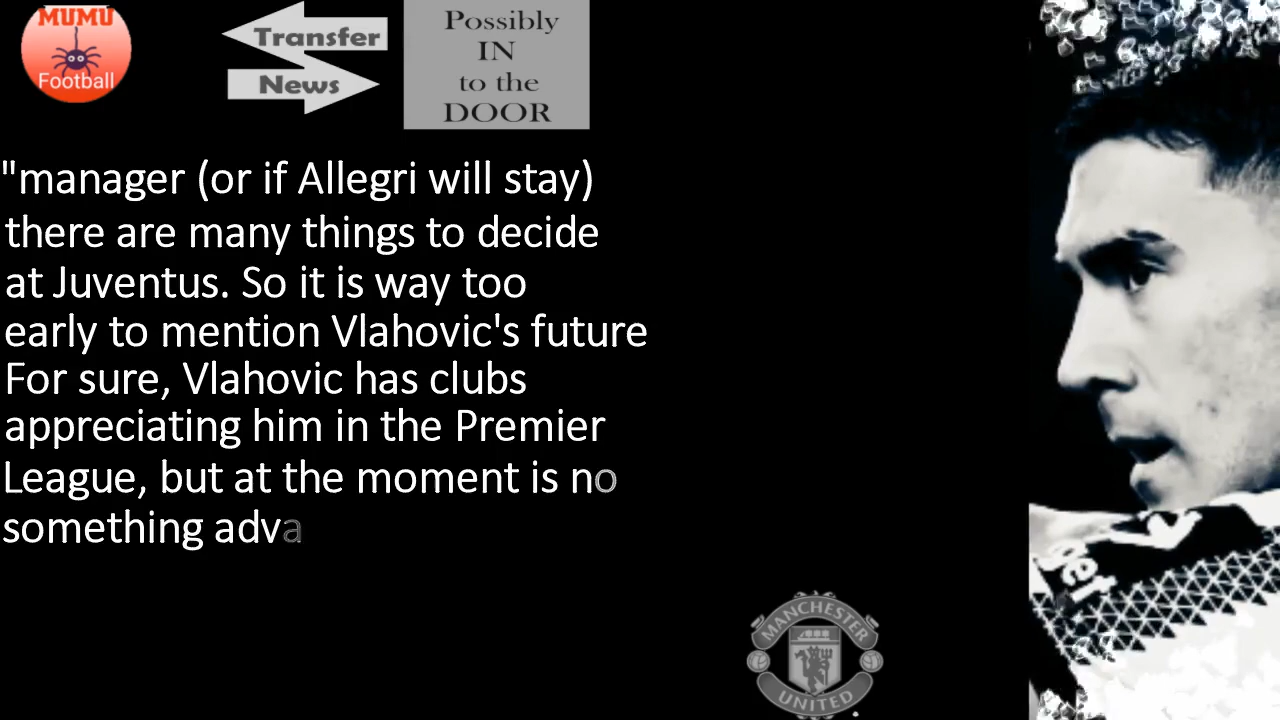 MUMU
Football
Transfer
News
Possibly
IN
to the
DOOR
"manager (or if Allegri will stay)
there are many things to decide
at Juventus. So it is way too
early to mention Vlahovic's future
For sure, Vlahovic has clubs
appreciating him in the Premier
League, but at the moment is no
something adva
get
MANCHESTER
UNITED